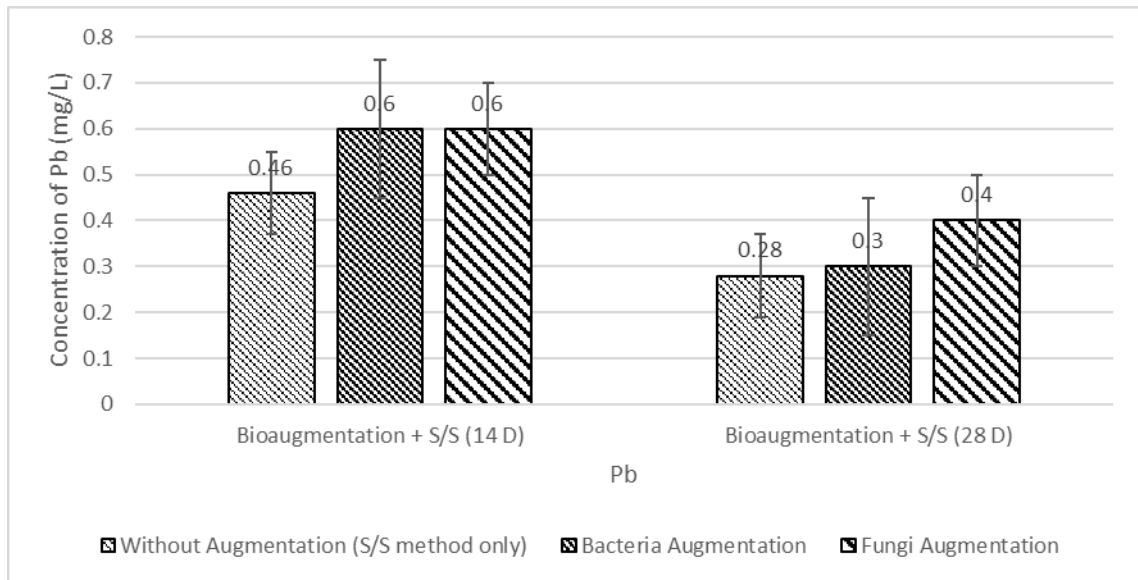 0.8
0.7
0.6
0.5
0.4
0.3
0.2
0.1
0
Concentration of Pb (mg/L)
0.46
0.6
0.6
0.28
0.3
0.4
Bioaugmentation + S/S (14 D)
Bioaugmentation + S/S (28 D)
Pb
Without Augmentation (S/S method only)
Bacteria Augmentation
Fungi Augmentation